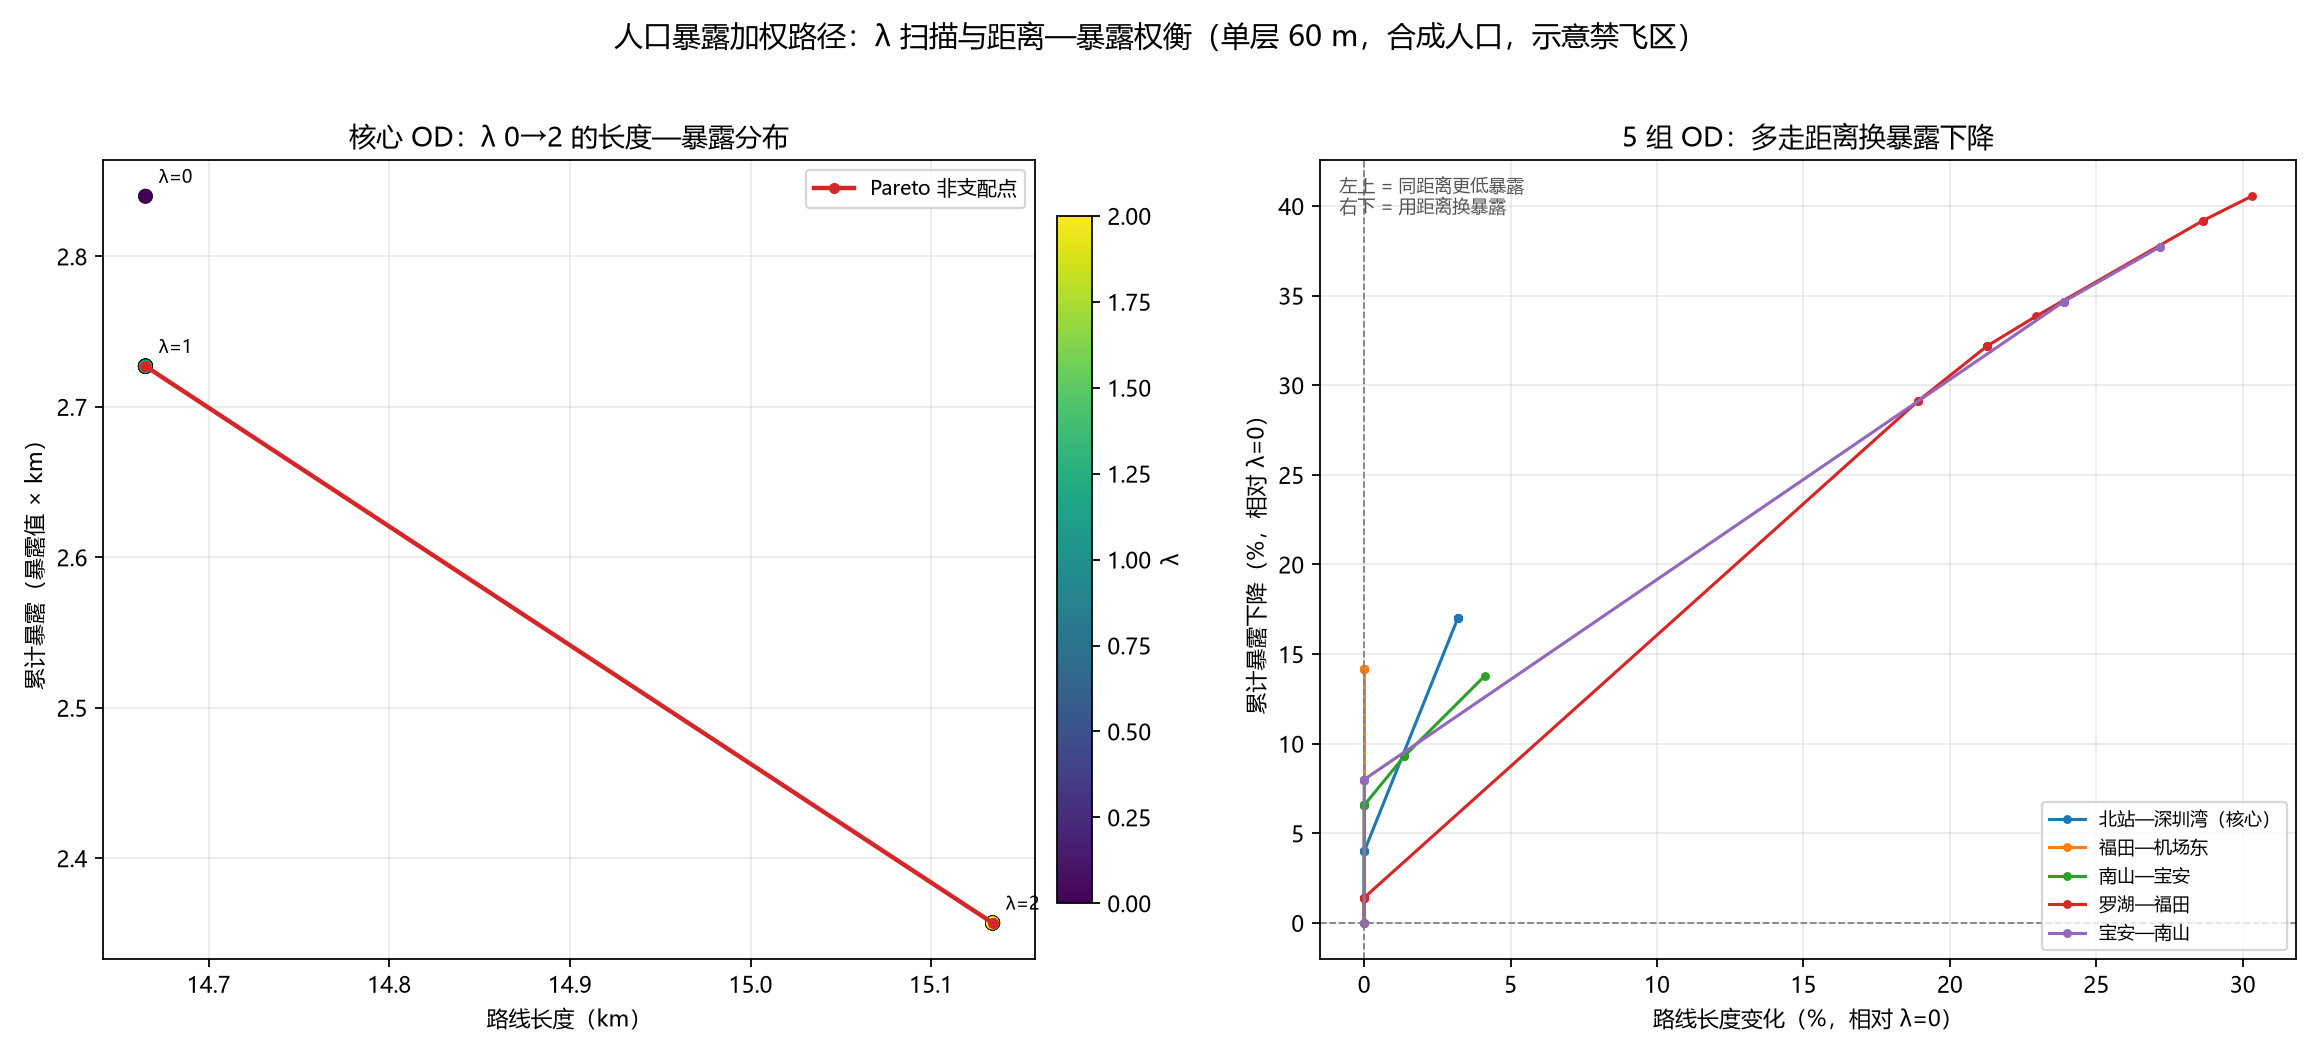 人口暴露加权路径：λ 扫描与距离—暴露权衡（单层 60 m，合成人口，示意禁飞区）
核心 OD：λ 0→2 的长度—暴露分布
Pareto 非支配点
λ=0
λ=1
λ=2
2.8
2.7
2.6
2.5
2.4
累计暴露（暴露值 × km）
14.7
14.8
14.9
15.0
15.1
路线长度（km）
2.00
1.75
1.50
1.25
1.00
0.75
0.50
0.25
0.00
λ
5 组 OD：多走距离换暴露下降
左上 = 同距离更低暴露
右下 = 用距离换暴露
40
35
30
25
20
15
10
5
0
累计暴露下降（%，相对 λ=0）
北站—深圳湾（核心）
福田—机场东
南山—宝安
罗湖—福田
宝安—南山
0
5
10
15
20
25
30
路线长度变化（%，相对 λ=0）